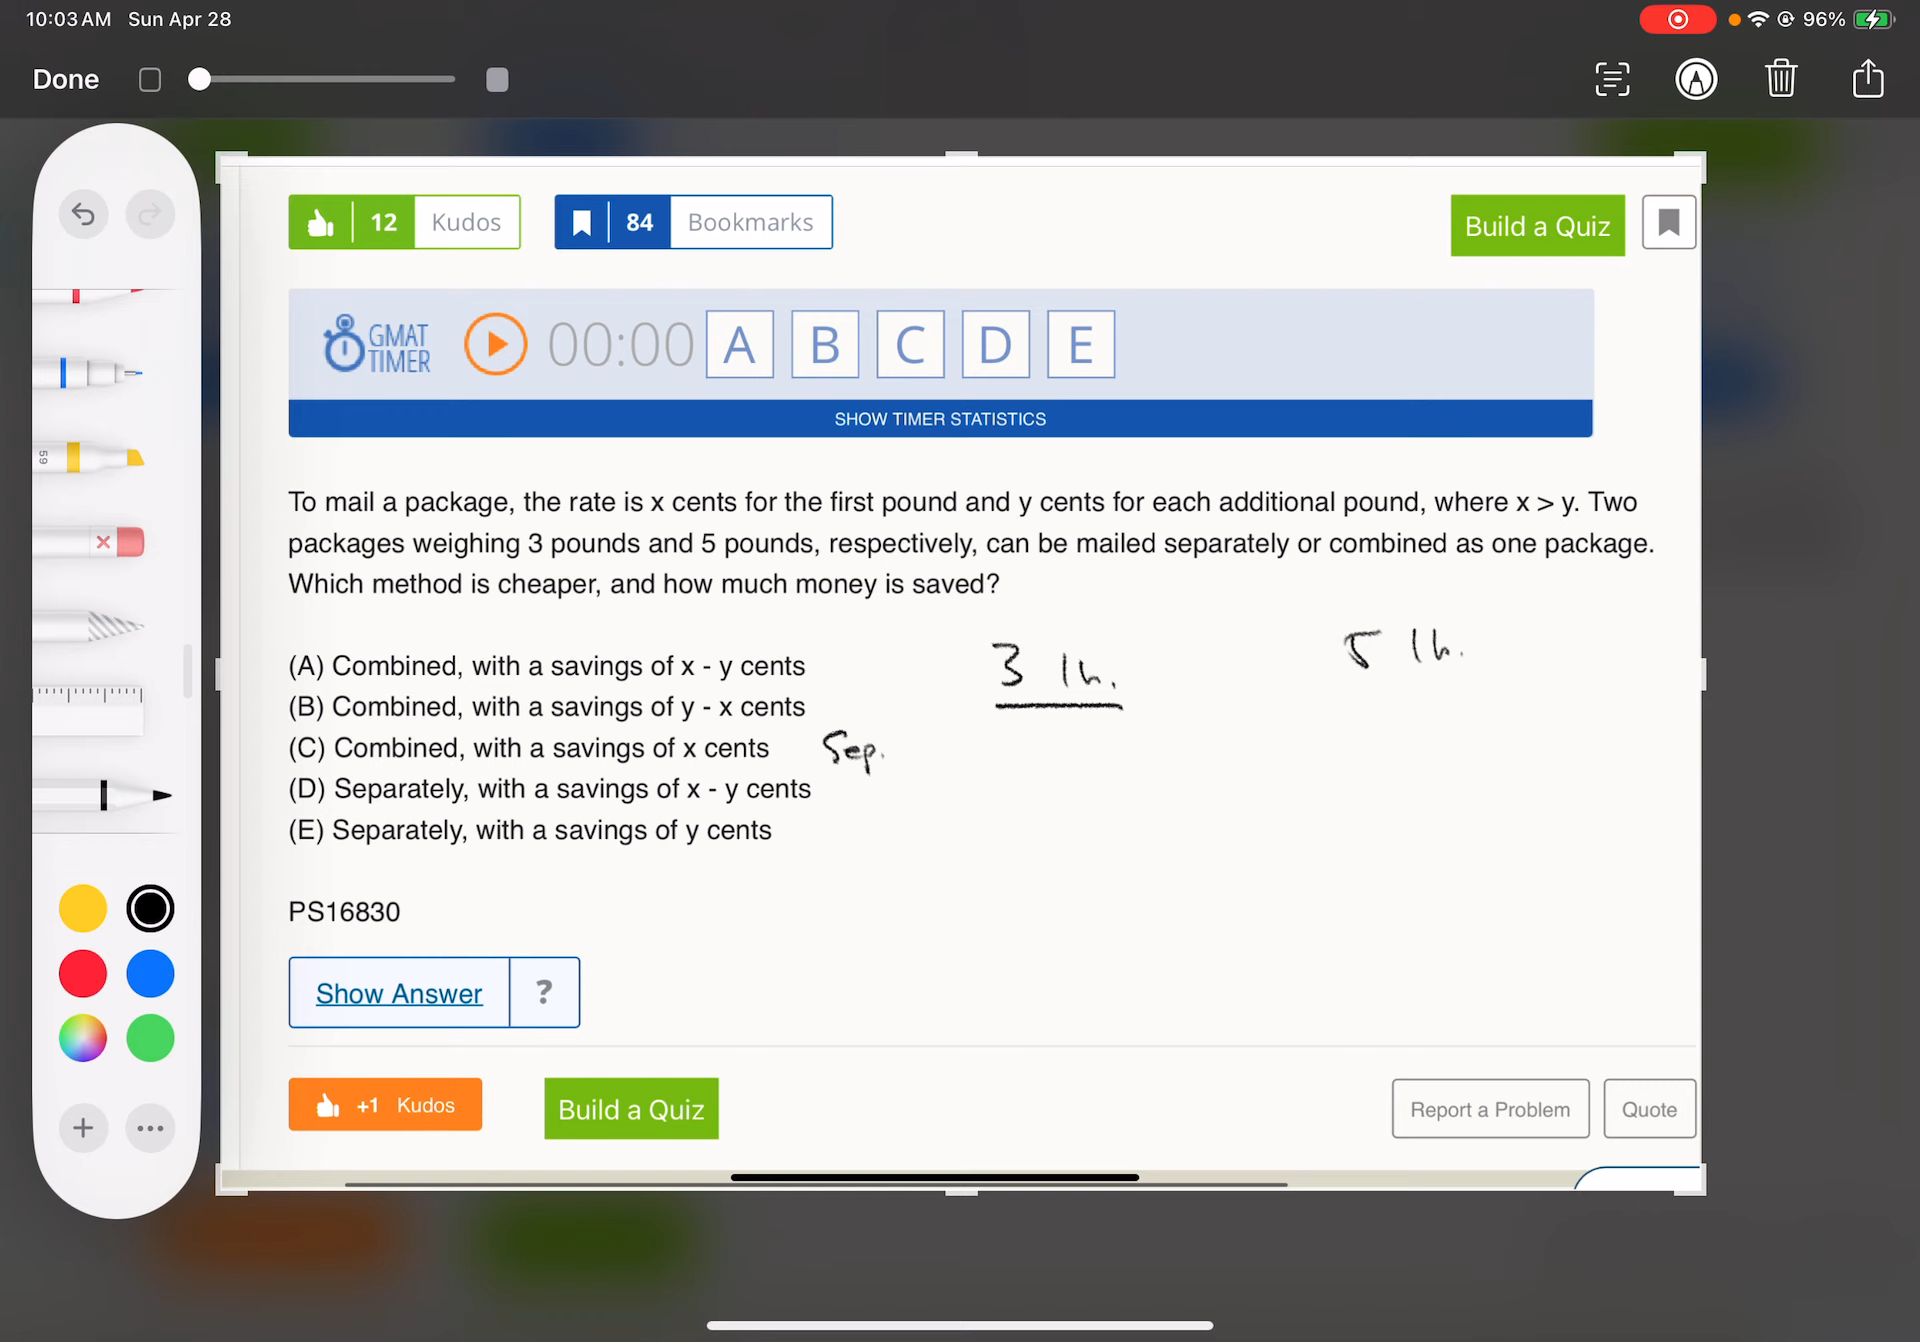 10:03 AM Sun Apr 28
96%
Done
12 Kudos
84 Bookmarks
Build a Quiz
59
GMAT
TIMER
00:00
A B C D E
SHOW TIMER STATISTICS
To mail a package, the rate is x cents for the first pound and y cents for each additional pound, where x > y. Two
packages weighing 3 pounds and 5 pounds, respectively, can be mailed separately or combined as one package.
Which method is cheaper, and how much money is saved?
3 lb.
5 lb.
(A) Combined, with a savings of x - y cents
(B) Combined, with a savings of y - x cents
(C) Combined, with a savings of x cents
Sep.
(D) Separately, with a savings of x - y cents
(E) Separately, with a savings of y cents
PS16830
Show Answer ?
+1 Kudos
Build a Quiz
Report a Problem
Quote